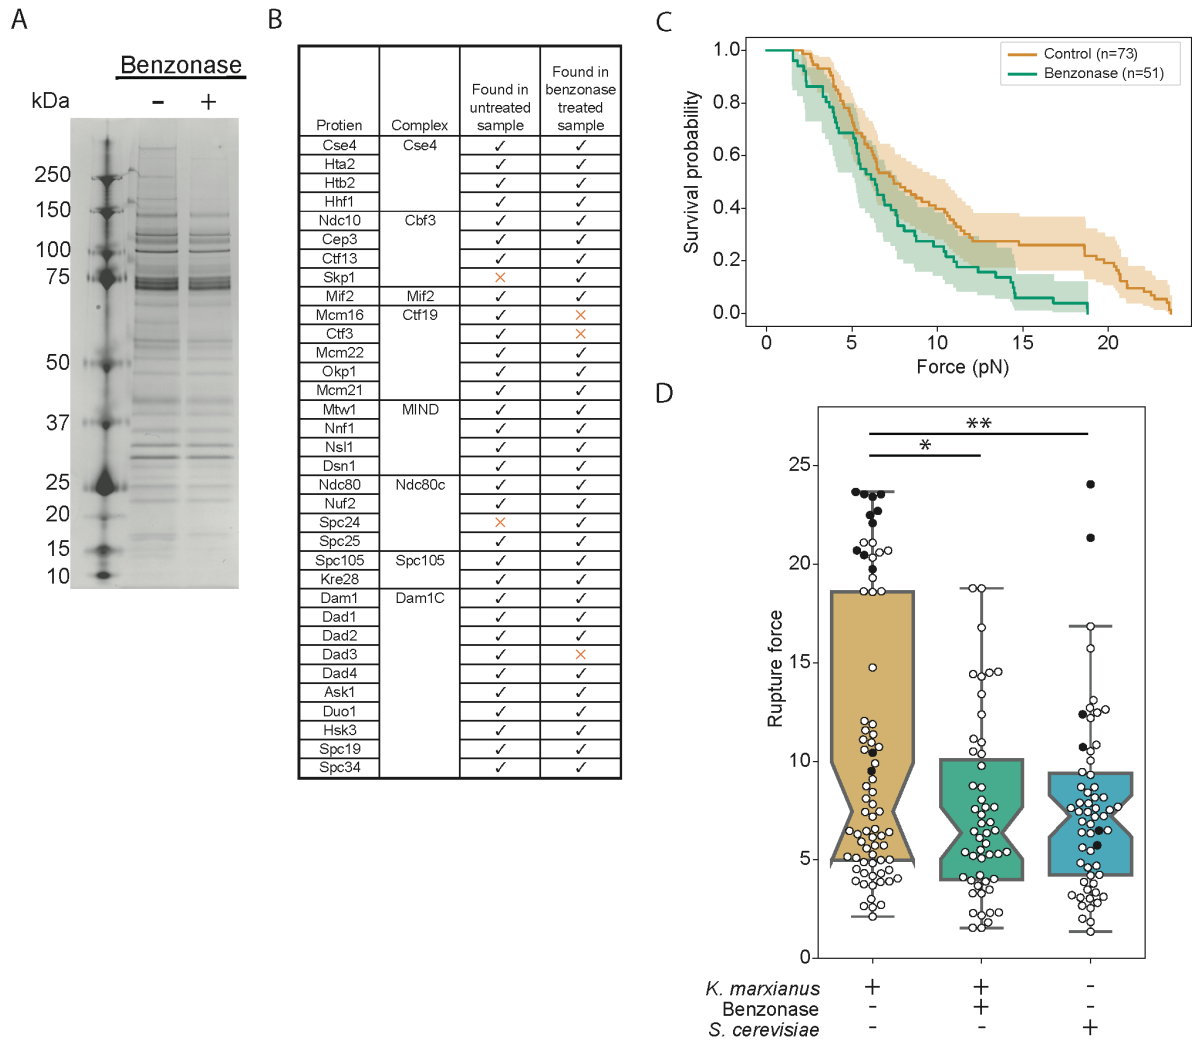 A
Benzonase
kDa
– +
250
150
100
75
50
37
25
20
15
10
B
Protien Complex Found in untreated sample Found in benzonase treated sample
Cse4 Cse4 ✓ ✓
Hta2 ✓ ✓
Htb2 ✓ ✓
Hhf1 ✓ ✓
Ndc10 Cbf3 ✓ ✓
Cep3 ✓ ✓
Ctf13 ✓ ✓
Skp1 × ✓
Mif2 Mif2 ✓ ✓
Mcm16 Ctf19 ✓ ×
Ctf3 ✓ ×
Mcm22 ✓ ✓
Okp1 ✓ ✓
Mcm21 ✓ ✓
Mtw1 MIND ✓ ✓
Nnf1 ✓ ✓
Nsl1 ✓ ✓
Dsn1 ✓ ✓
Ndc80 Ndc80c ✓ ✓
Nuf2 ✓ ✓
Spc24 × ✓
Spc25 ✓ ✓
Spc105 Spc105 ✓ ✓
Kre28 ✓ ✓
Dam1 Dam1C ✓ ✓
Dad1 ✓ ✓
Dad2 ✓ ✓
Dad3 ✓ ×
Dad4 ✓ ✓
Ask1 ✓ ✓
Duo1 ✓ ✓
Hsk3 ✓ ✓
Spc19 ✓ ✓
Spc34 ✓ ✓
C
Survival probability
1.0
0.8
0.6
0.4
0.2
0.0
Control (n=73)
Benzonase (n=51)
0 5 10 15 20
Force (pN)
D
Rupture force
25
20
15
10
5
0
**
*
K. marxianus + + -
Benzonase - + -
S. cerevisiae - - +